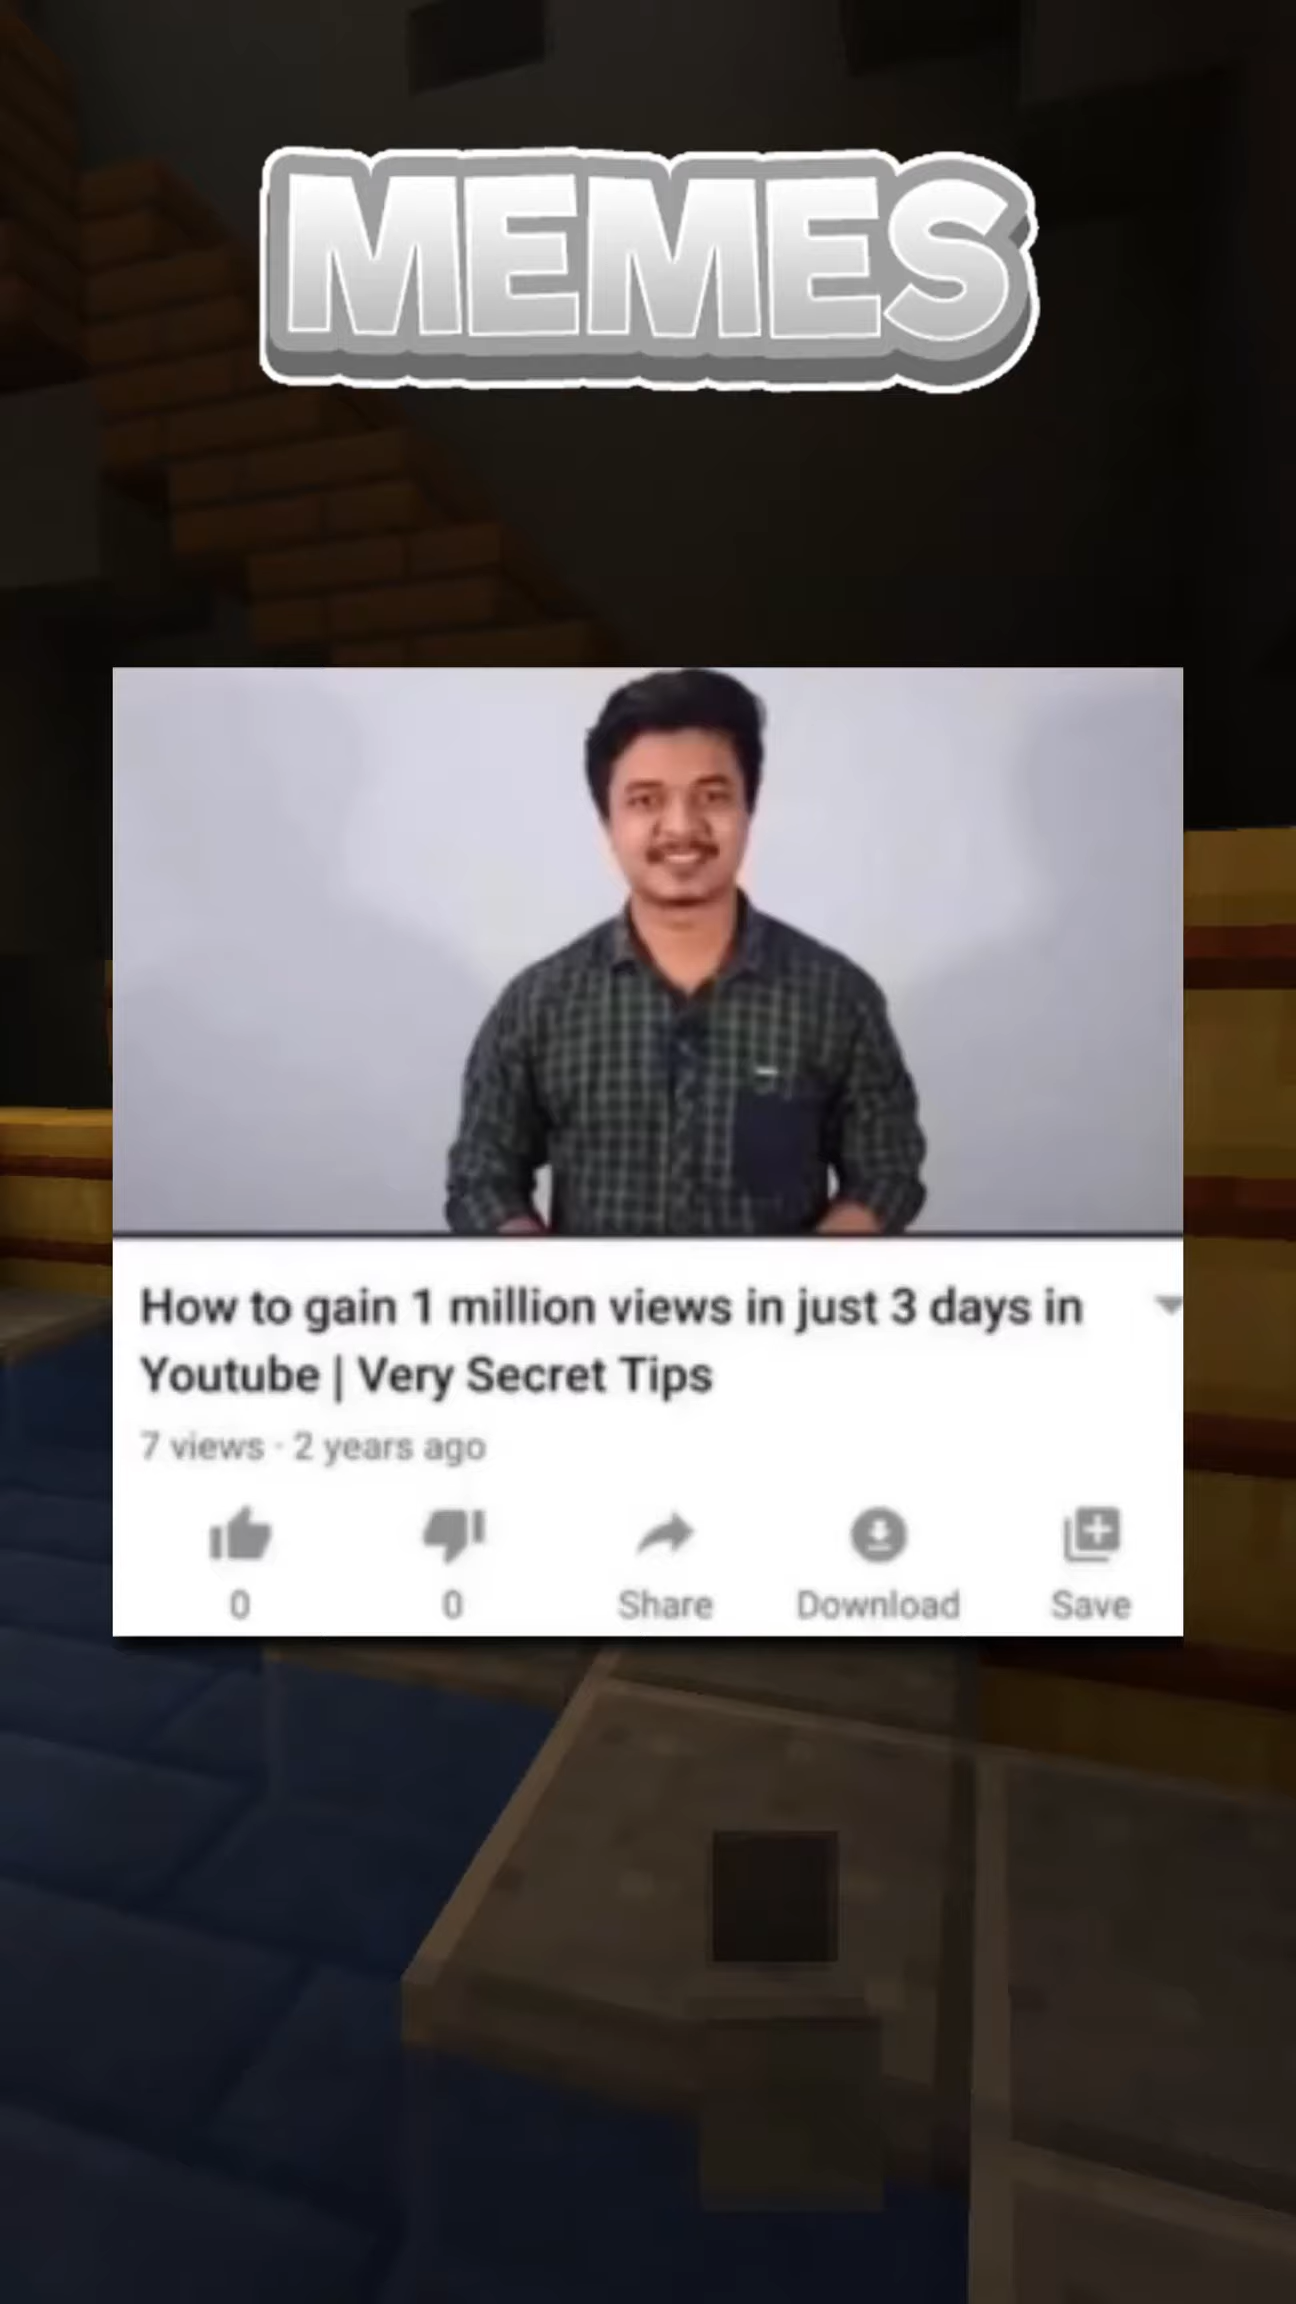 MEMES
How to gain 1 million views in just 3 days in
Youtube | Very Secret Tips
7 views · 2 years ago
0
0
Share
Download
Save